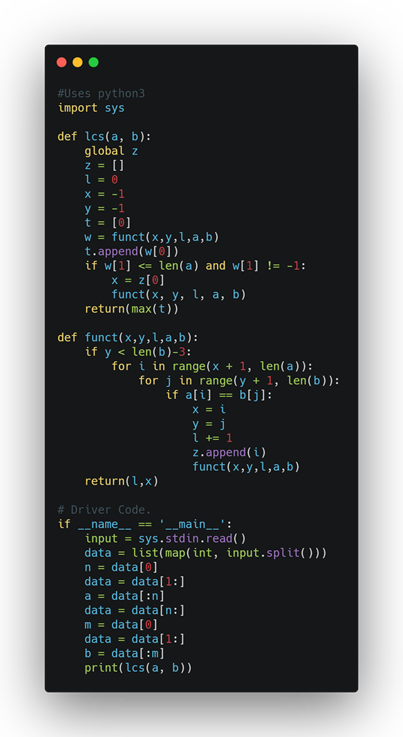 #Uses python3
import sys

def lcs(a, b):
    global z
    z = []
    l = 0
    x = -1
    y = -1
    t = [0]
    w = funct(x,y,l,a,b)
    t.append(w[0])
    if w[1] <= len(a) and w[1] != -1:
        x = z[0]
        funct(x, y, l, a, b)
    return(max(t))

def funct(x,y,l,a,b):
    if y < len(b)-3:
        for i in range(x + 1, len(a)):
            for j in range(y + 1, len(b)):
                if a[i] == b[j]:
                    x = i
                    y = j
                    l += 1
                    z.append(i)
                    funct(x,y,l,a,b)
    return(l,x)

# Driver Code.
if __name__ == '__main__':
    input = sys.stdin.read()
    data = list(map(int, input.split()))
    n = data[0]
    data = data[1:]
    a = data[:n]
    data = data[n:]
    m = data[0]
    data = data[1:]
    b = data[:m]
    print(lcs(a, b))